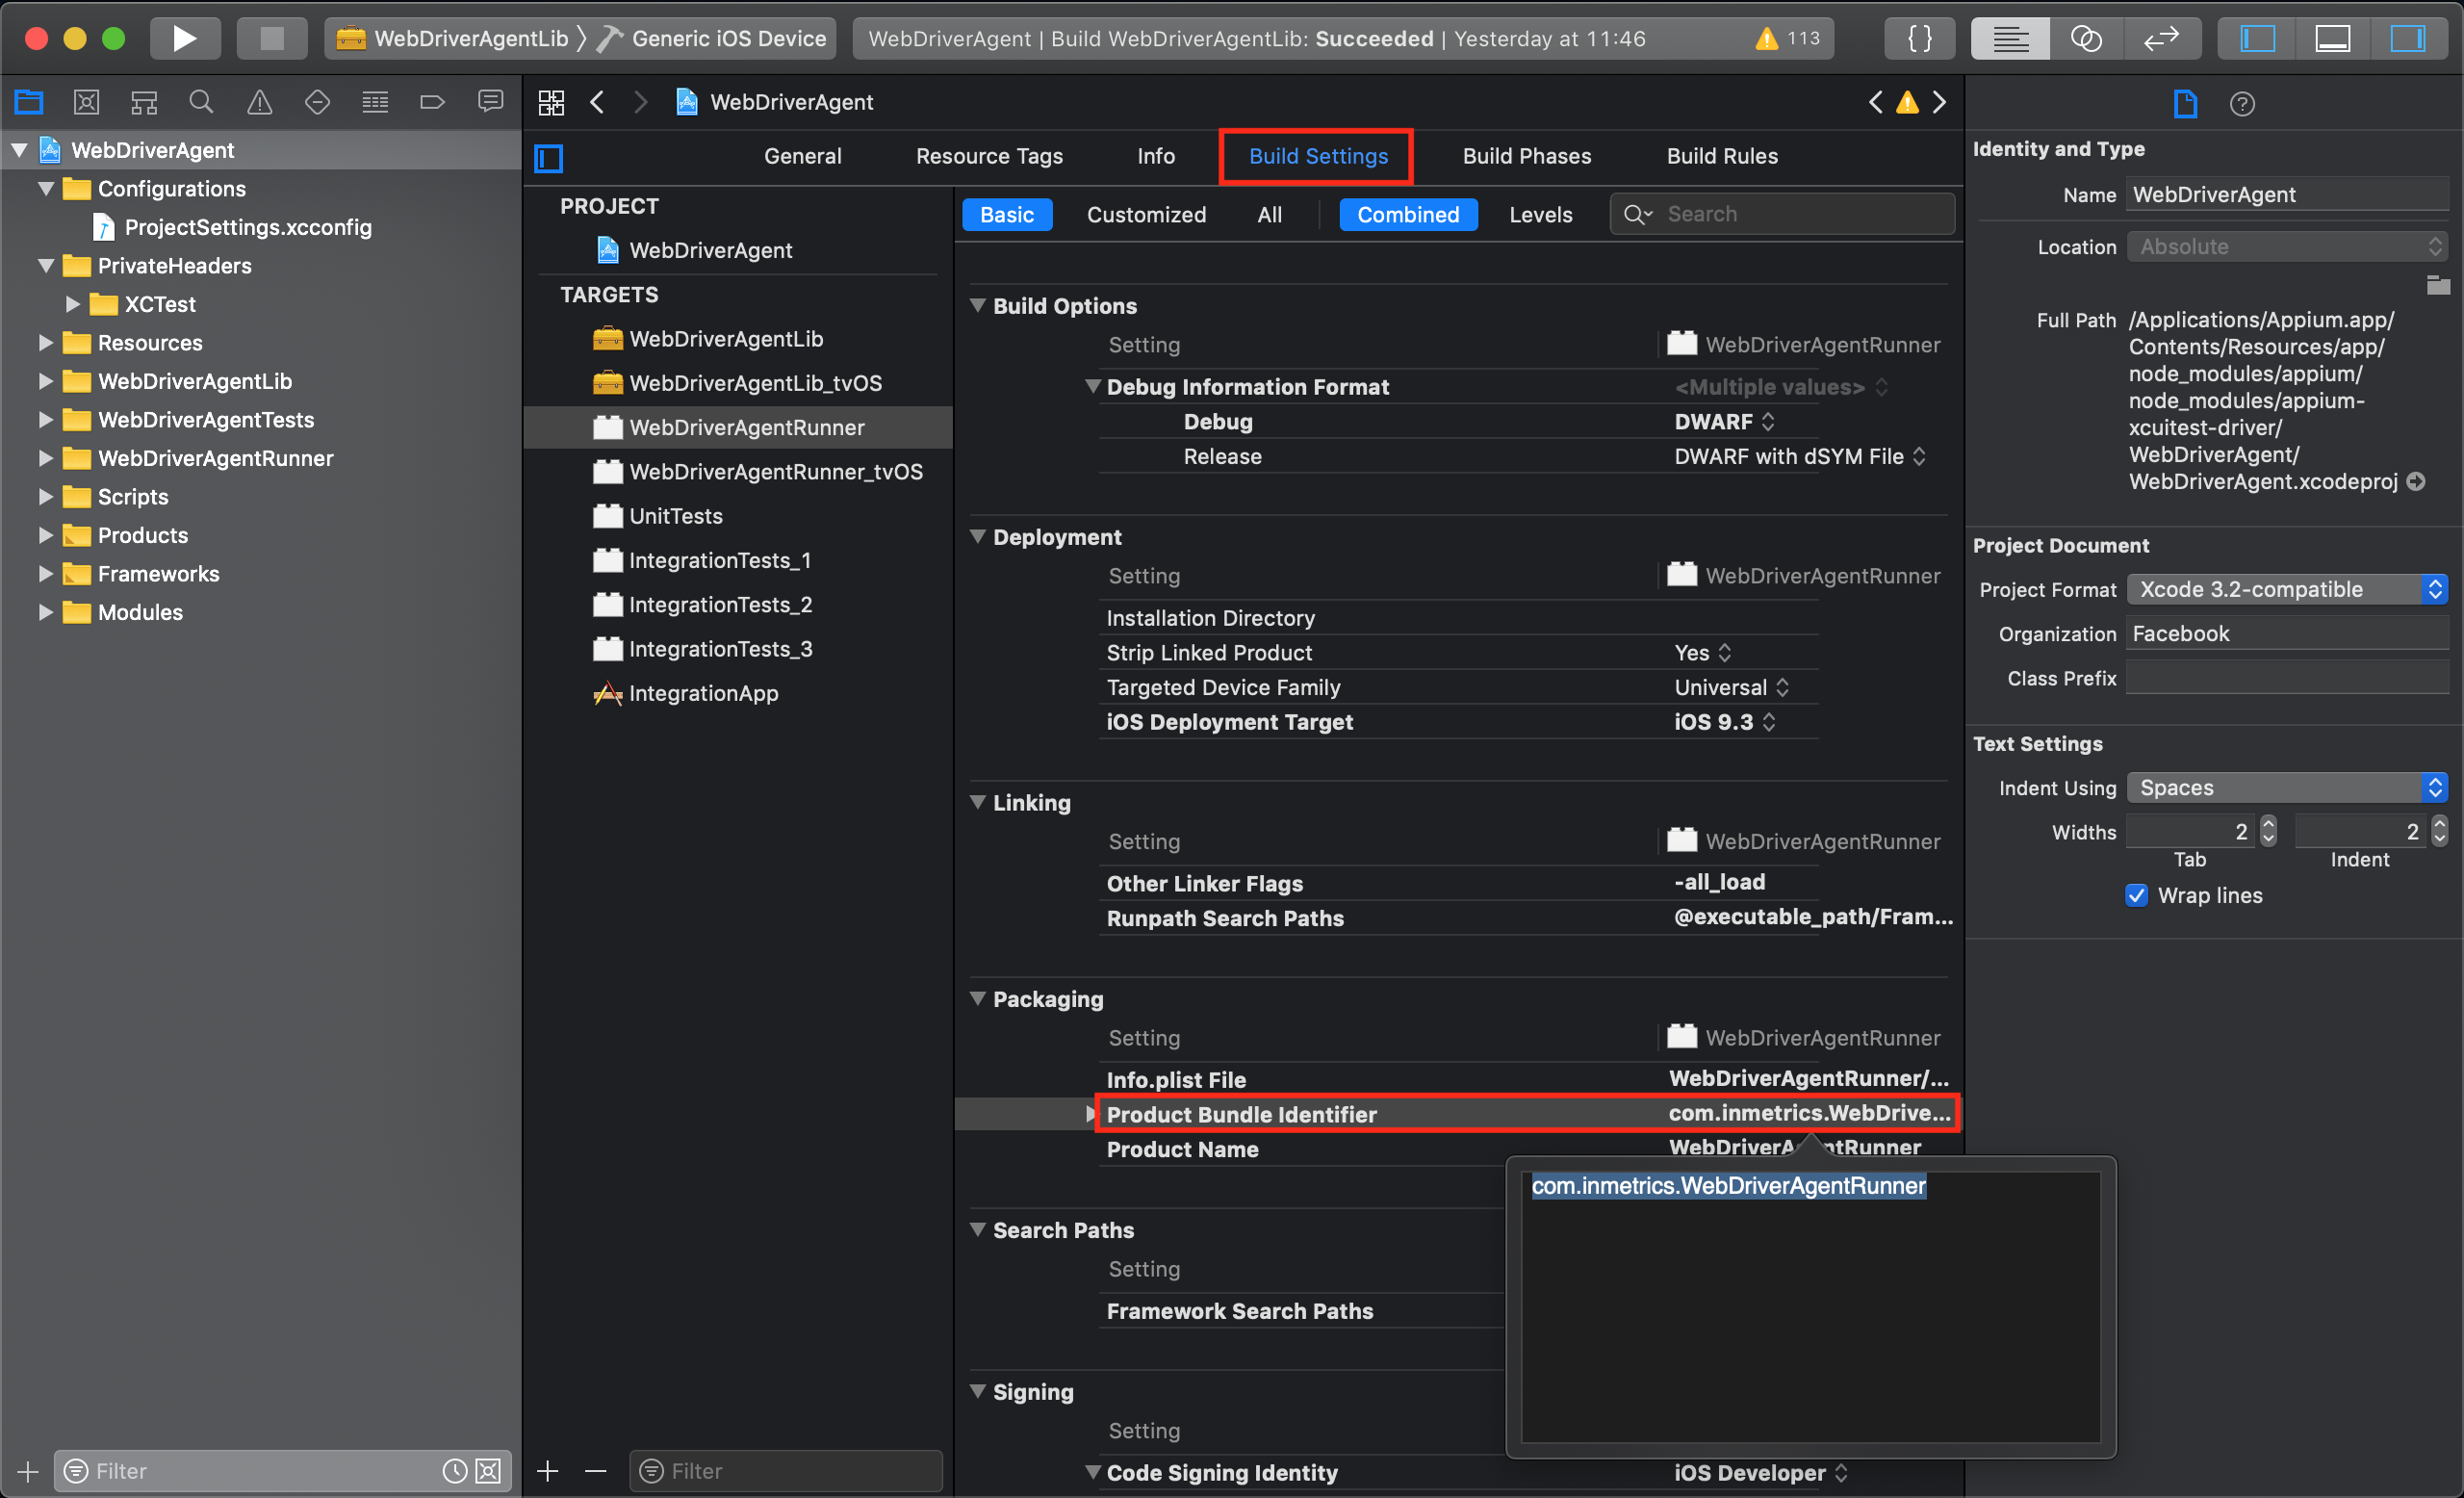 WebDriverAgentLib 〉 Generic iOS Device
WebDriverAgent | Build WebDriverAgentLib: Succeeded | Yesterday at 11:46
113
{ }
WebDriverAgent
Configurations
ProjectSettings.xcconfig
PrivateHeaders
XCTest
Resources
WebDriverAgentLib
WebDriverAgentTests
WebDriverAgentRunner
Scripts
Products
Frameworks
Modules
Filter
WebDriverAgent
General
Resource Tags
Info
Build Settings
Build Phases
Build Rules
PROJECT
WebDriverAgent
TARGETS
WebDriverAgentLib
WebDriverAgentLib_tvOS
WebDriverAgentRunner
WebDriverAgentRunner_tvOS
UnitTests
IntegrationTests_1
IntegrationTests_2
IntegrationTests_3
IntegrationApp
Filter
Basic
Customized
All
Combined
Levels
Search
Build Options
Setting WebDriverAgentRunner
Debug Information Format <Multiple values>
Debug DWARF
Release DWARF with dSYM File
Deployment
Setting WebDriverAgentRunner
Installation Directory
Strip Linked Product Yes
Targeted Device Family Universal
iOS Deployment Target iOS 9.3
Linking
Setting WebDriverAgentRunner
Other Linker Flags -all_load
Runpath Search Paths @executable_path/Fram...
Packaging
Setting WebDriverAgentRunner
Info.plist File WebDriverAgentRunner/...
Product Bundle Identifier com.inmetrics.WebDrive...
Product Name
com.inmetrics.WebDriverAgentRunner
Search Paths
Setting
Framework Search Paths
Signing
Setting
Code Signing Identity iOS Developer
Identity and Type
Name WebDriverAgent
Location Absolute
Full Path /Applications/Appium.app/
Contents/Resources/app/
node_modules/appium/
node_modules/appium-
xcuitest-driver/
WebDriverAgent/
WebDriverAgent.xcodeproj
Project Document
Project Format Xcode 3.2-compatible
Organization Facebook
Class Prefix
Text Settings
Indent Using Spaces
Widths 2 2
Tab Indent
Wrap lines